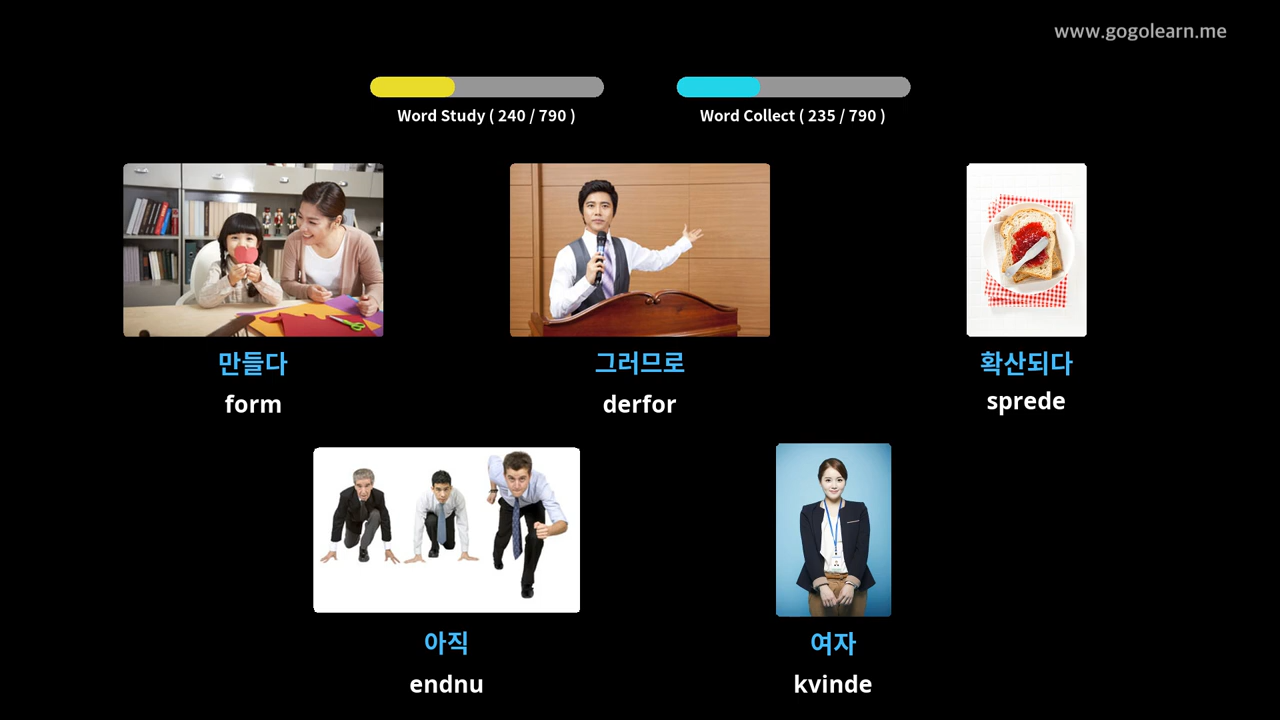 www.gogolearn.me
Word Study ( 240 / 790 )
Word Collect ( 235 / 790 )
만들다
form
그러므로
derfor
확산되다
sprede
아직
endnu
여자
kvinde